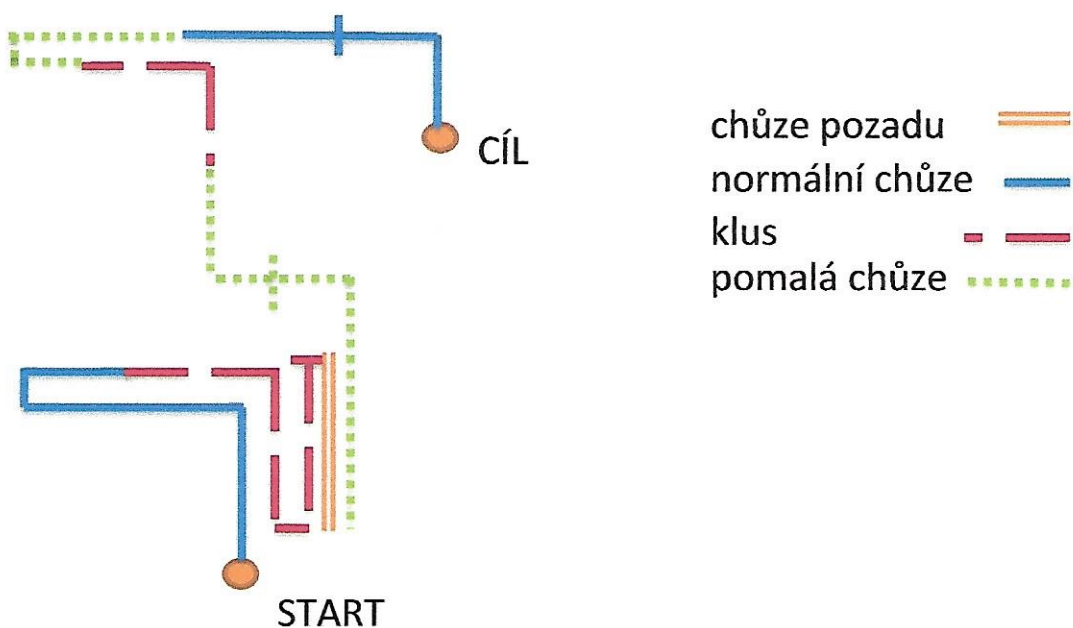 CÍL
chůze pozadu
normální chůze
klus
pomalá chůze
START